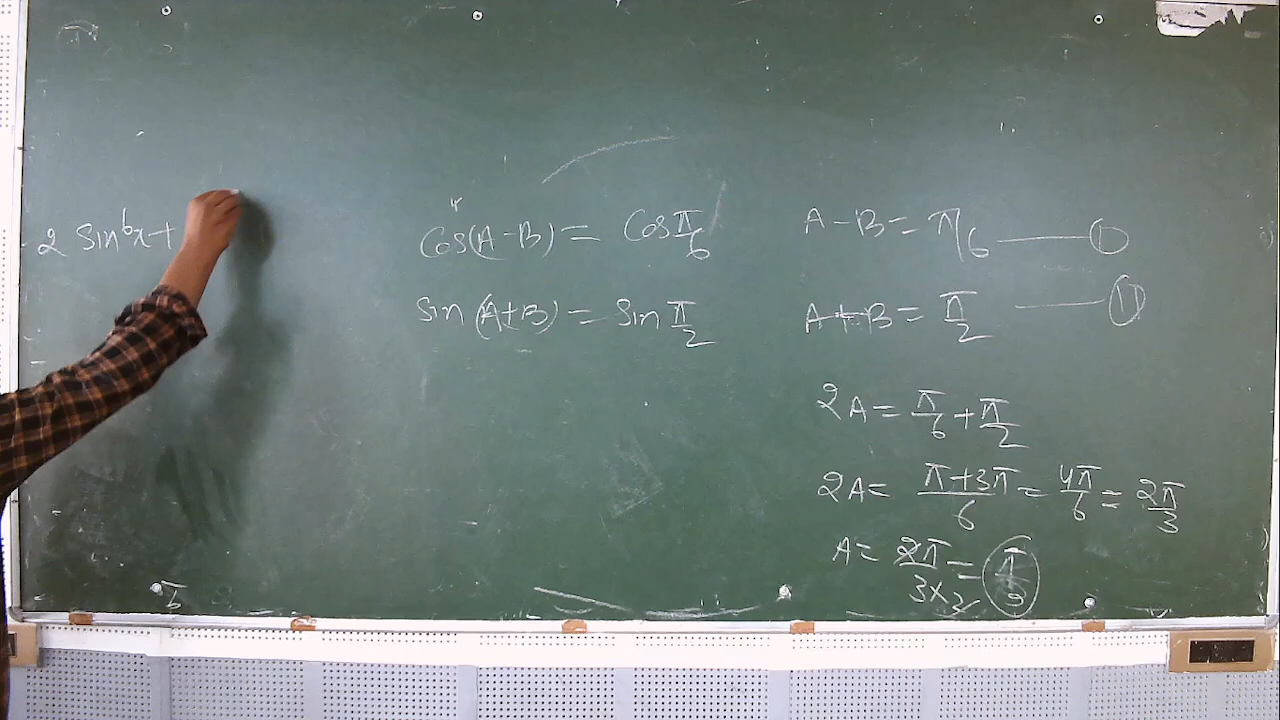 2 sin⁶x +
Cos(A-B) = Cos π/6
Sin(A+B) = Sin π/2
A-B = π/6 —— ①
A+B = π/2 —— ⑪
2A = π/6 + π/2
2A = (π+3π)/6 = 4π/6 = 2π/3
A = 2π/(3×2) = π/3